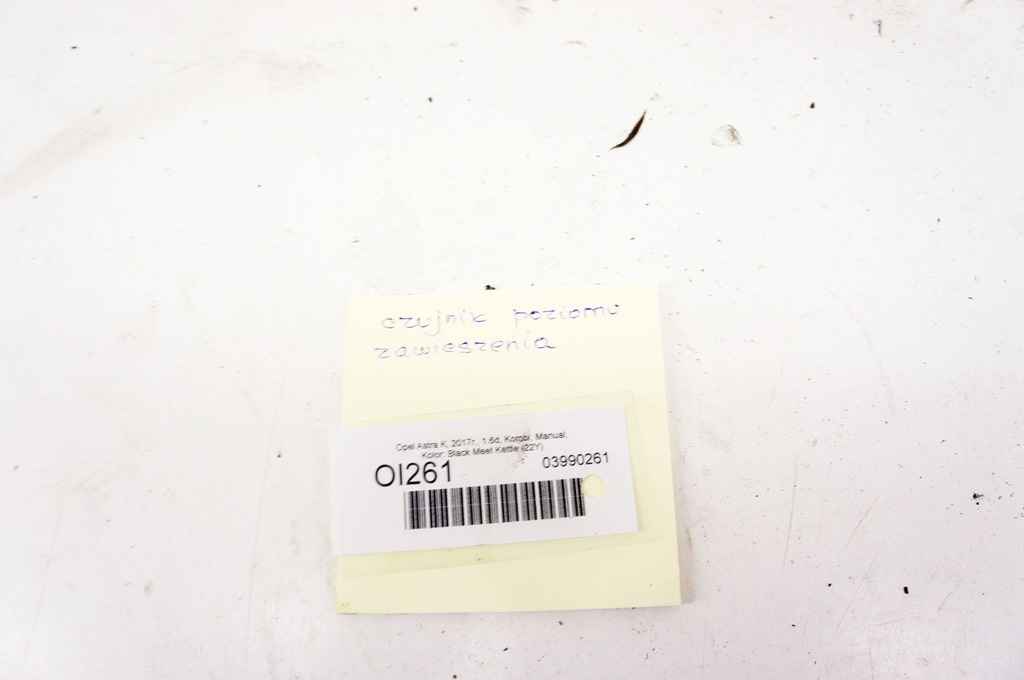 czujnik poziomu
zawieszenia
Opel Astra K, 2017r., 1.6d, Kombi, Manual,
Kolor: Black Meet Kettle (22Y)
OI261
03990261